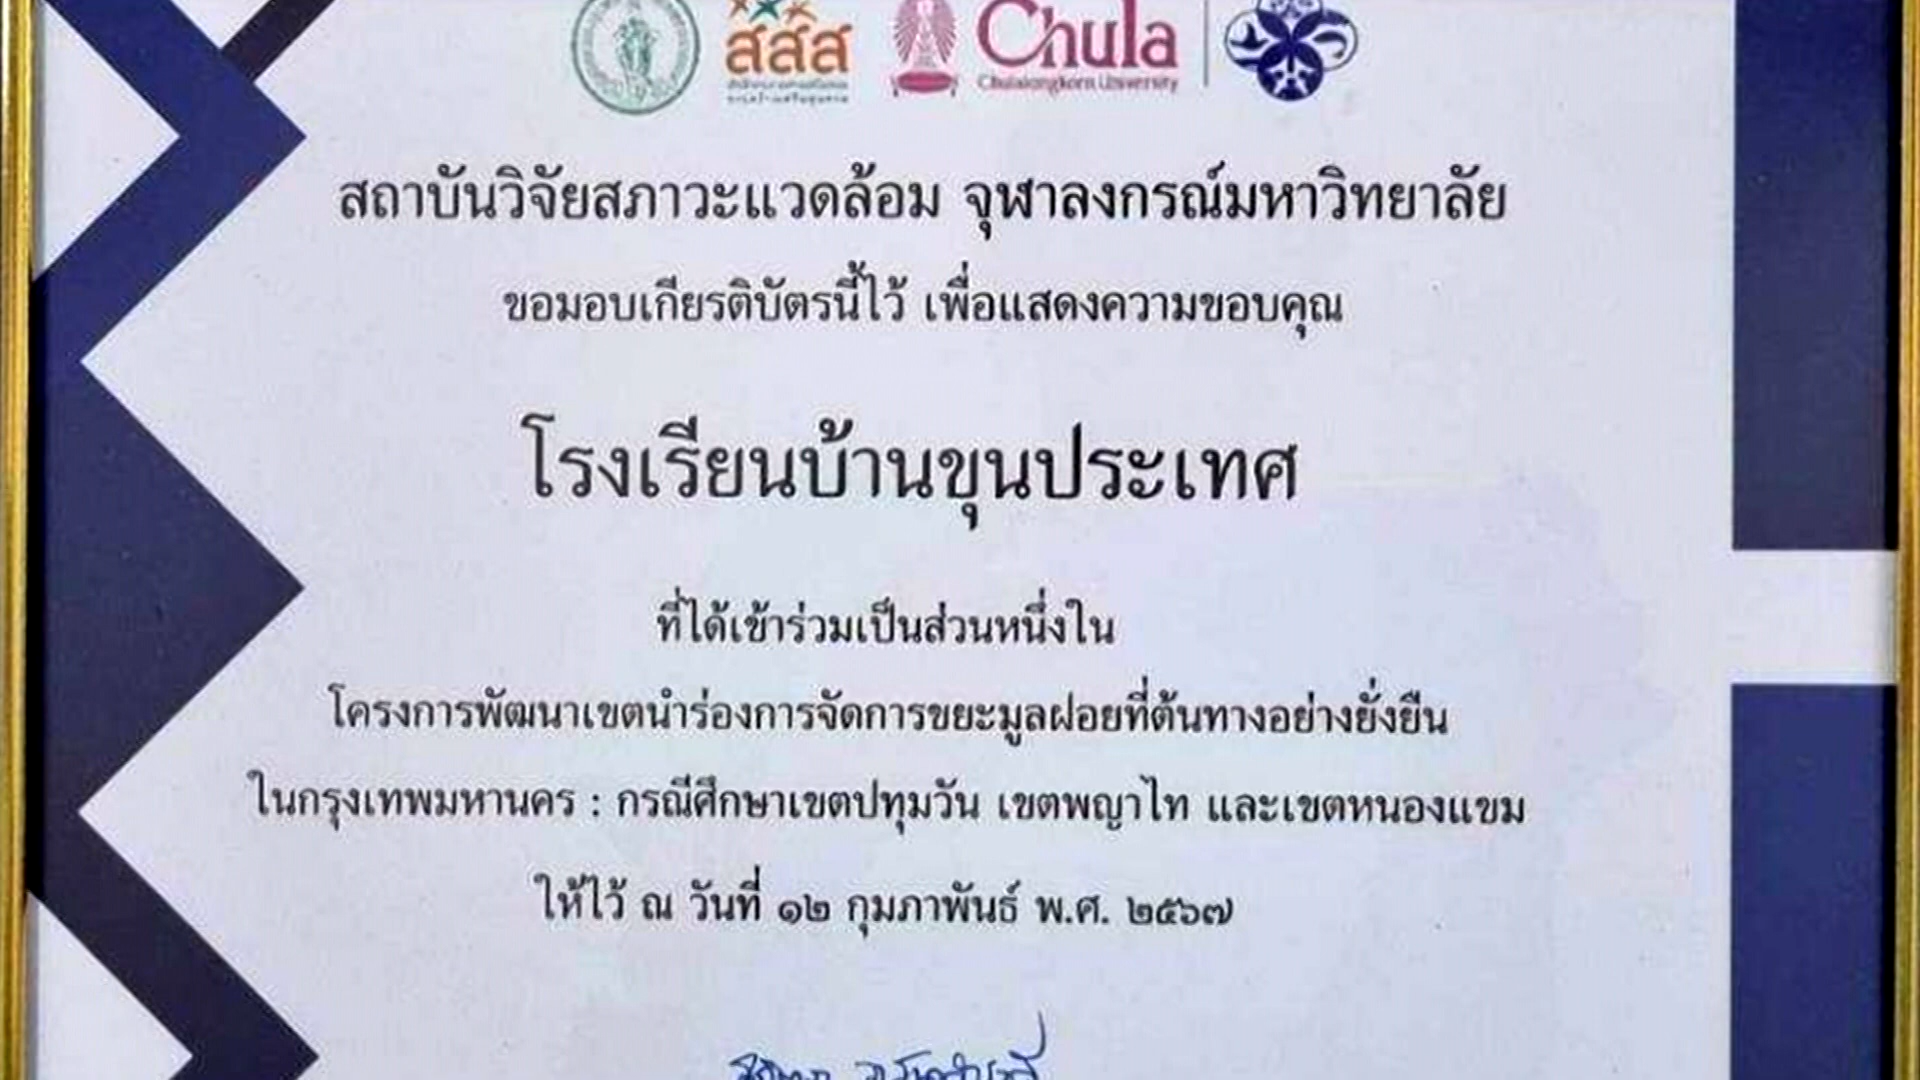 สสส
Chula
Chulalongkorn University
สถาบันวิจัยสภาวะแวดล้อม จุฬาลงกรณ์มหาวิทยาลัย
ขอมอบเกียรติบัตรนี้ไว้ เพื่อแสดงความขอบคุณ
โรงเรียนบ้านขุนประเทศ
ที่ได้เข้าร่วมเป็นส่วนหนึ่งใน
โครงการพัฒนาเขตนำร่องการจัดการขยะมูลฝอยที่ต้นทางอย่างยั่งยืน
ในกรุงเทพมหานคร : กรณีศึกษาเขตปทุมวัน เขตพญาไท และเขตหนองแขม
ให้ไว้ ณ วันที่ ๑๒ กุมภาพันธ์ พ.ศ. ๒๕๖๗